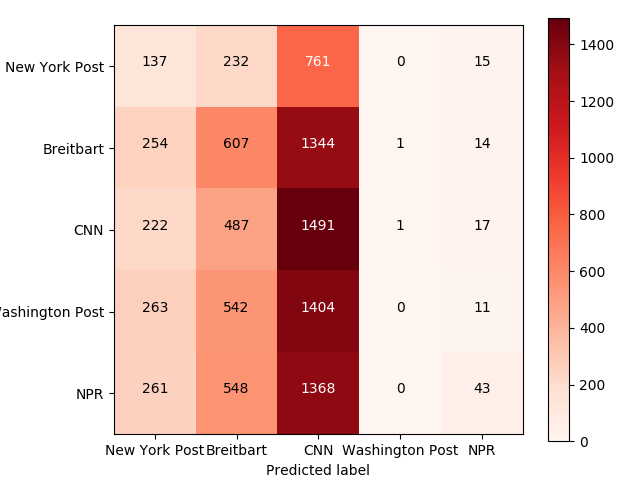 New York Post 137 232 761 0 15
Breitbart 254 607 1344 1 14
CNN 222 487 1491 1 17
ashington Post 263 542 1404 0 11
NPR 261 548 1368 0 43
New York Post Breitbart CNN Washington Post NPR
Predicted label
1400
1200
1000
800
600
400
200
0